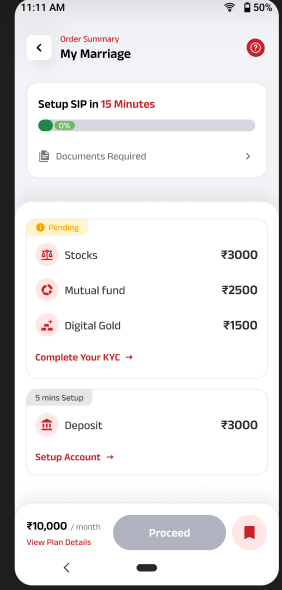 11:11 AM
50%
Order Summary
My Marriage
Setup SIP in 15 Minutes
0%
Documents Required
Pending
Stocks ₹3000
Mutual fund ₹2500
Digital Gold ₹1500
Complete Your KYC →
5 mins Setup
Deposit ₹3000
Setup Account →
₹10,000 / month
View Plan Details
Proceed